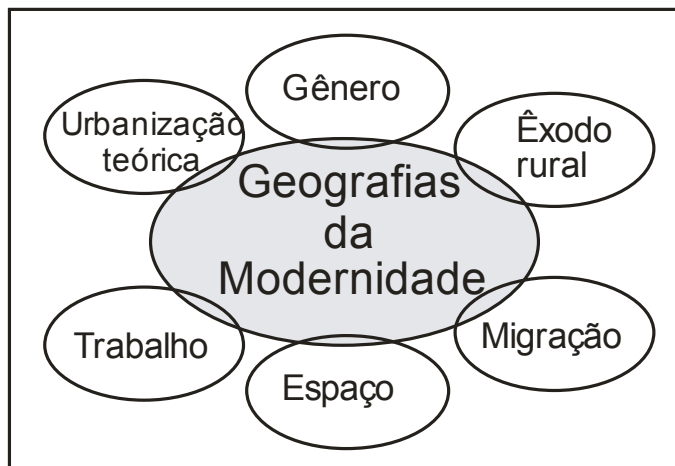 Gênero
Urbanização
teórica
Êxodo
rural
Geografias
da
Modernidade
Trabalho
Migração
Espaço